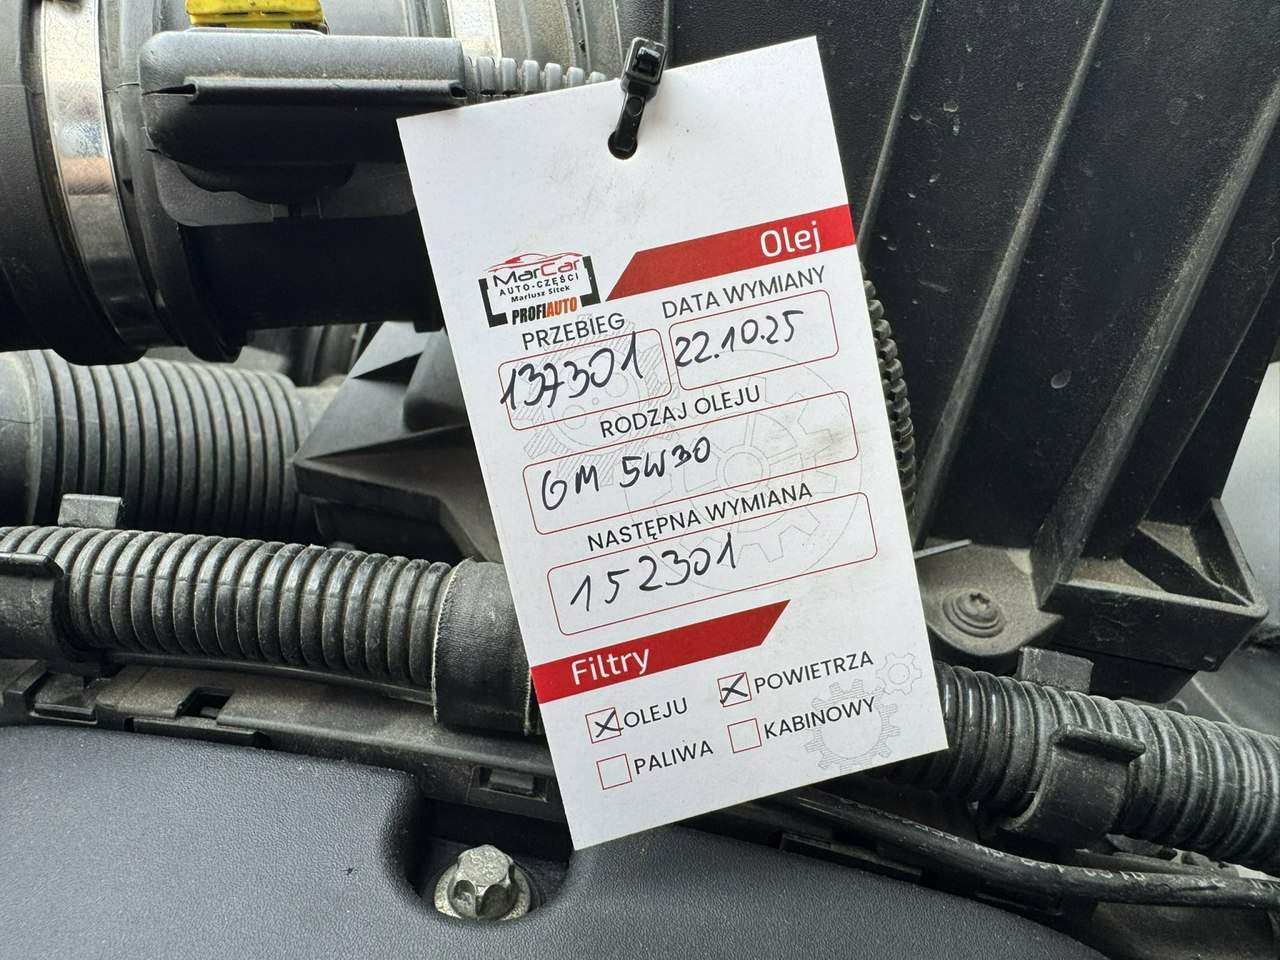 Olej
MarCar
AUTO-CZĘŚCI
Mariusz Sitek
PROFIAUTO
PRZEBIEG
DATA WYMIANY
137301
22.10.25
RODZAJ OLEJU
GM 5W30
NASTĘPNA WYMIANA
152301
Filtry
OLEJU
POWIETRZA
PALIWA
KABINOWY